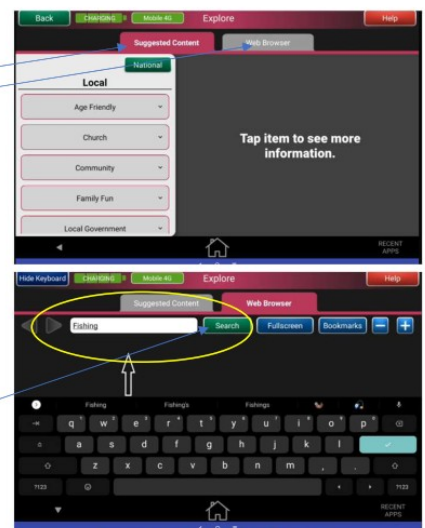 Back CHARGING Mobile 4G Explore Help
Suggested Content Web Browser
National
Local
Age Friendly
Church
Community
Family Fun
Local Government
Tap item to see more
information.
RECENT
APPS
Hide Keyboard CHARGING Mobile 4G Explore Help
Suggested Content Web Browser
Fishing Search Fullscreen Bookmarks - +
Fishing Fishing's Fishings
q w e r t y u i o p
a s d f g h j k l
z x c v b n m , .
?123 ?123
RECENT
APPS